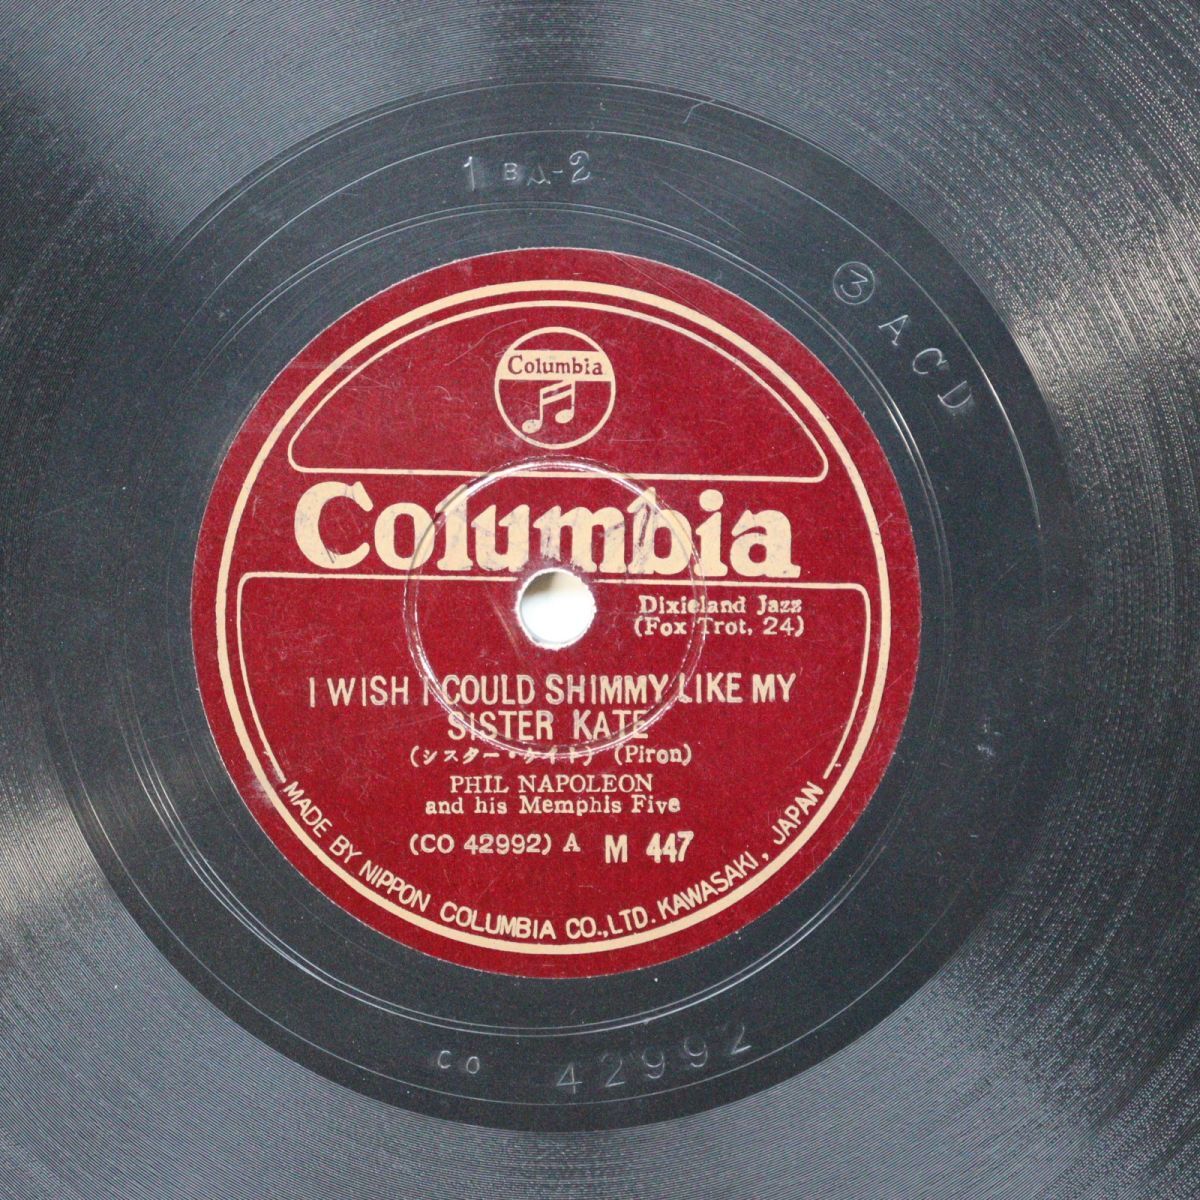 1 BA-2
③ A C D
Columbia
Columbia
Dixieland Jazz
(Fox Trot, 24)
I WISH I COULD SHIMMY LIKE MY
SISTER KATE
(シスター・ケイト) (Piron)
PHIL NAPOLEON
and his Memphis Five
(CO 42992) A M 447
MADE BY NIPPON COLUMBIA CO., LTD. KAWASAKI, JAPAN
CO 42992